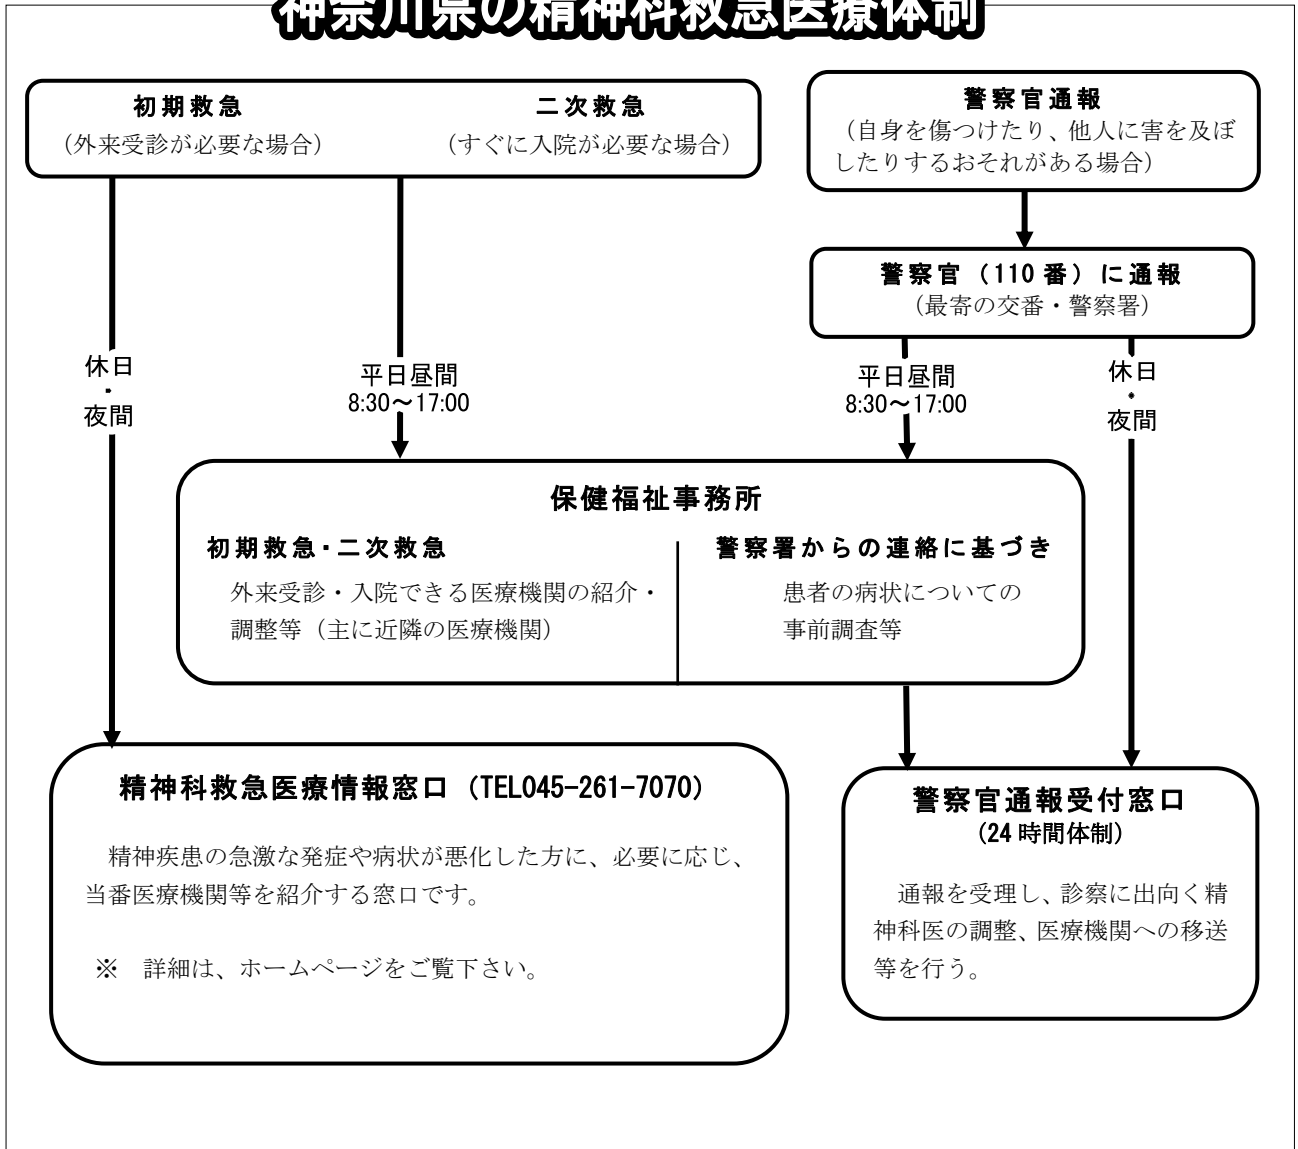 神奈川県の精神科救急医療体制
初期救急
（外来受診が必要な場合）
二次救急
（すぐに入院が必要な場合）
警察官通報
（自身を傷つけたり、他人に害を及ぼ
したりするおそれがある場合）
警察官（110 番）に通報
（最寄の交番・警察署）
休日
・
夜間
平日昼間
8:30～17:00
平日昼間
8:30～17:00
休日
・
夜間
保健福祉事務所
初期救急・二次救急
外来受診・入院できる医療機関の紹介・
調整等（主に近隣の医療機関）
警察署からの連絡に基づき
患者の病状についての
事前調査等
精神科救急医療情報窓口（TEL045-261-7070）
精神疾患の急激な発症や病状が悪化した方に、必要に応じ、
当番医療機関等を紹介する窓口です。
※　詳細は、ホームページをご覧下さい。
警察官通報受付窓口
(24 時間体制)
通報を受理し、診察に出向く精
神科医の調整、医療機関への移送
等を行う。